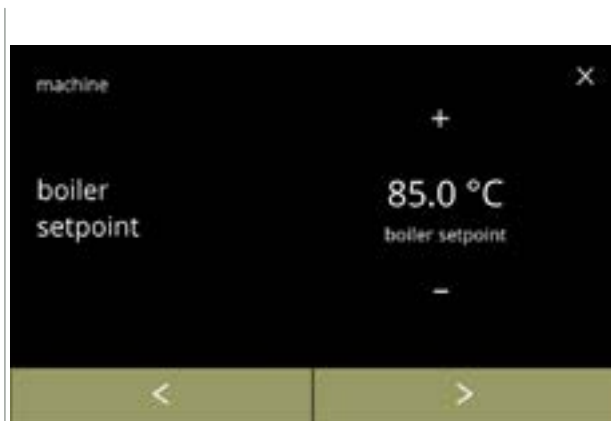 machine
X
+
boiler
setpoint
85.0 °C
boiler setpoint
-
< >